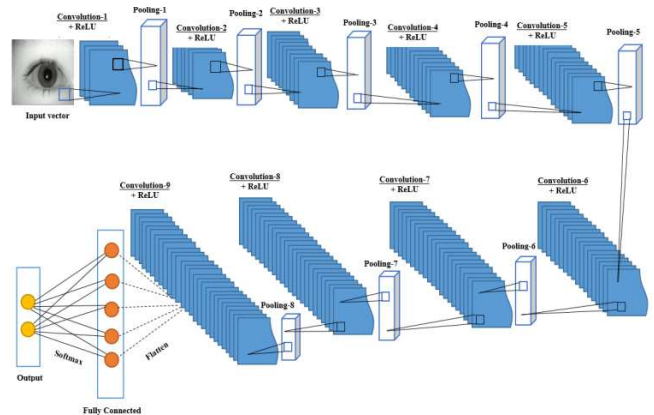 Convolution-1
+ ReLU
Pooling-1
Convolution-2
+ ReLU
Pooling-2
Convolution-3
+ ReLU
Pooling-3
Convolution-4
+ ReLU
Pooling-4
Convolution-5
+ ReLU
Pooling-5
Input vector
Convolution-6
+ ReLU
Pooling-6
Convolution-7
+ ReLU
Pooling-7
Convolution-8
+ ReLU
Pooling-8
Convolution-9
+ ReLU
Flatten
Fully Connected
Softmax
Output